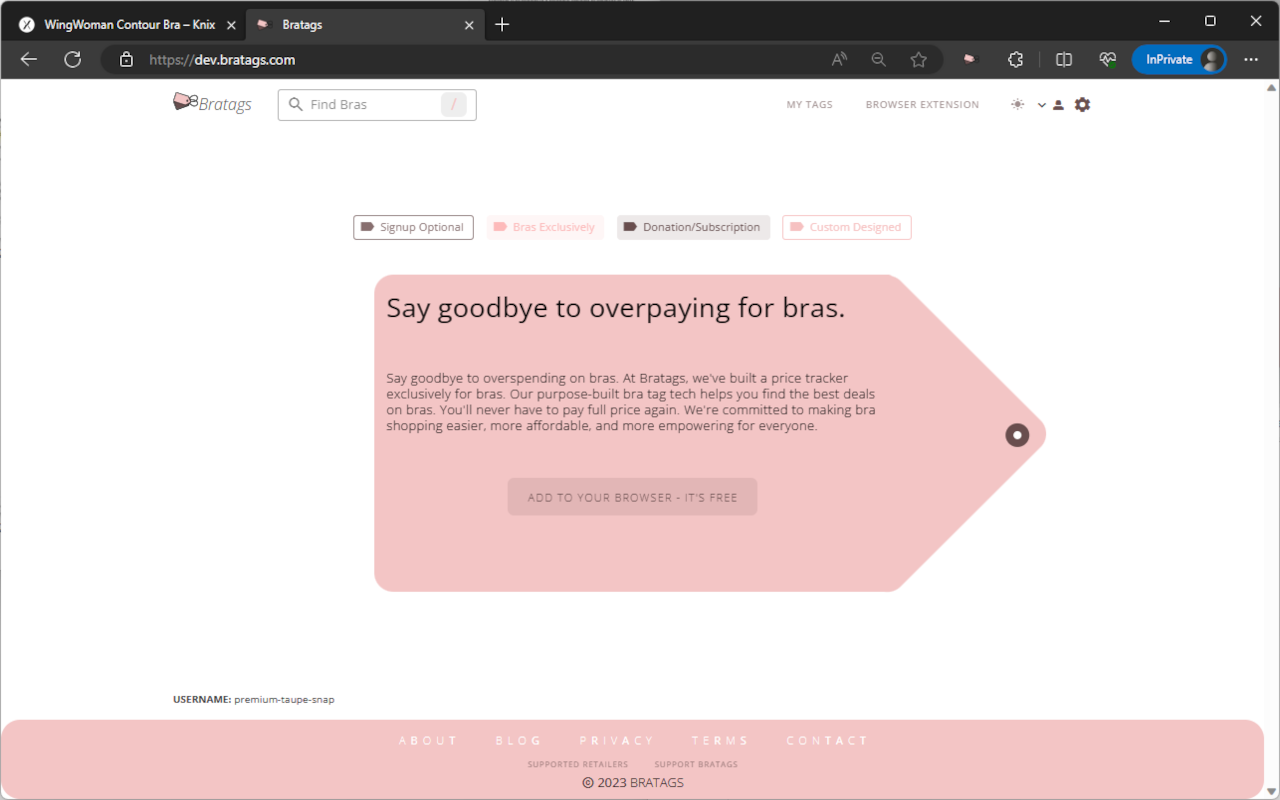 WingWoman Contour Bra – Knix
Bratags
https://dev.bratags.com
InPrivate
Bratags
Find Bras
/
MY TAGS
BROWSER EXTENSION
Signup Optional
Bras Exclusively
Donation/Subscription
Custom Designed
Say goodbye to overpaying for bras.
Say goodbye to overspending on bras. At Bratags, we've built a price tracker
exclusively for bras. Our purpose-built bra tag tech helps you find the best deals
on bras. You'll never have to pay full price again. We're committed to making bra
shopping easier, more affordable, and more empowering for everyone.
ADD TO YOUR BROWSER - IT'S FREE
USERNAME: premium-taupe-snap
ABOUT BLOG PRIVACY TERMS CONTACT
SUPPORTED RETAILERS SUPPORT BRATAGS
© 2023 BRATAGS